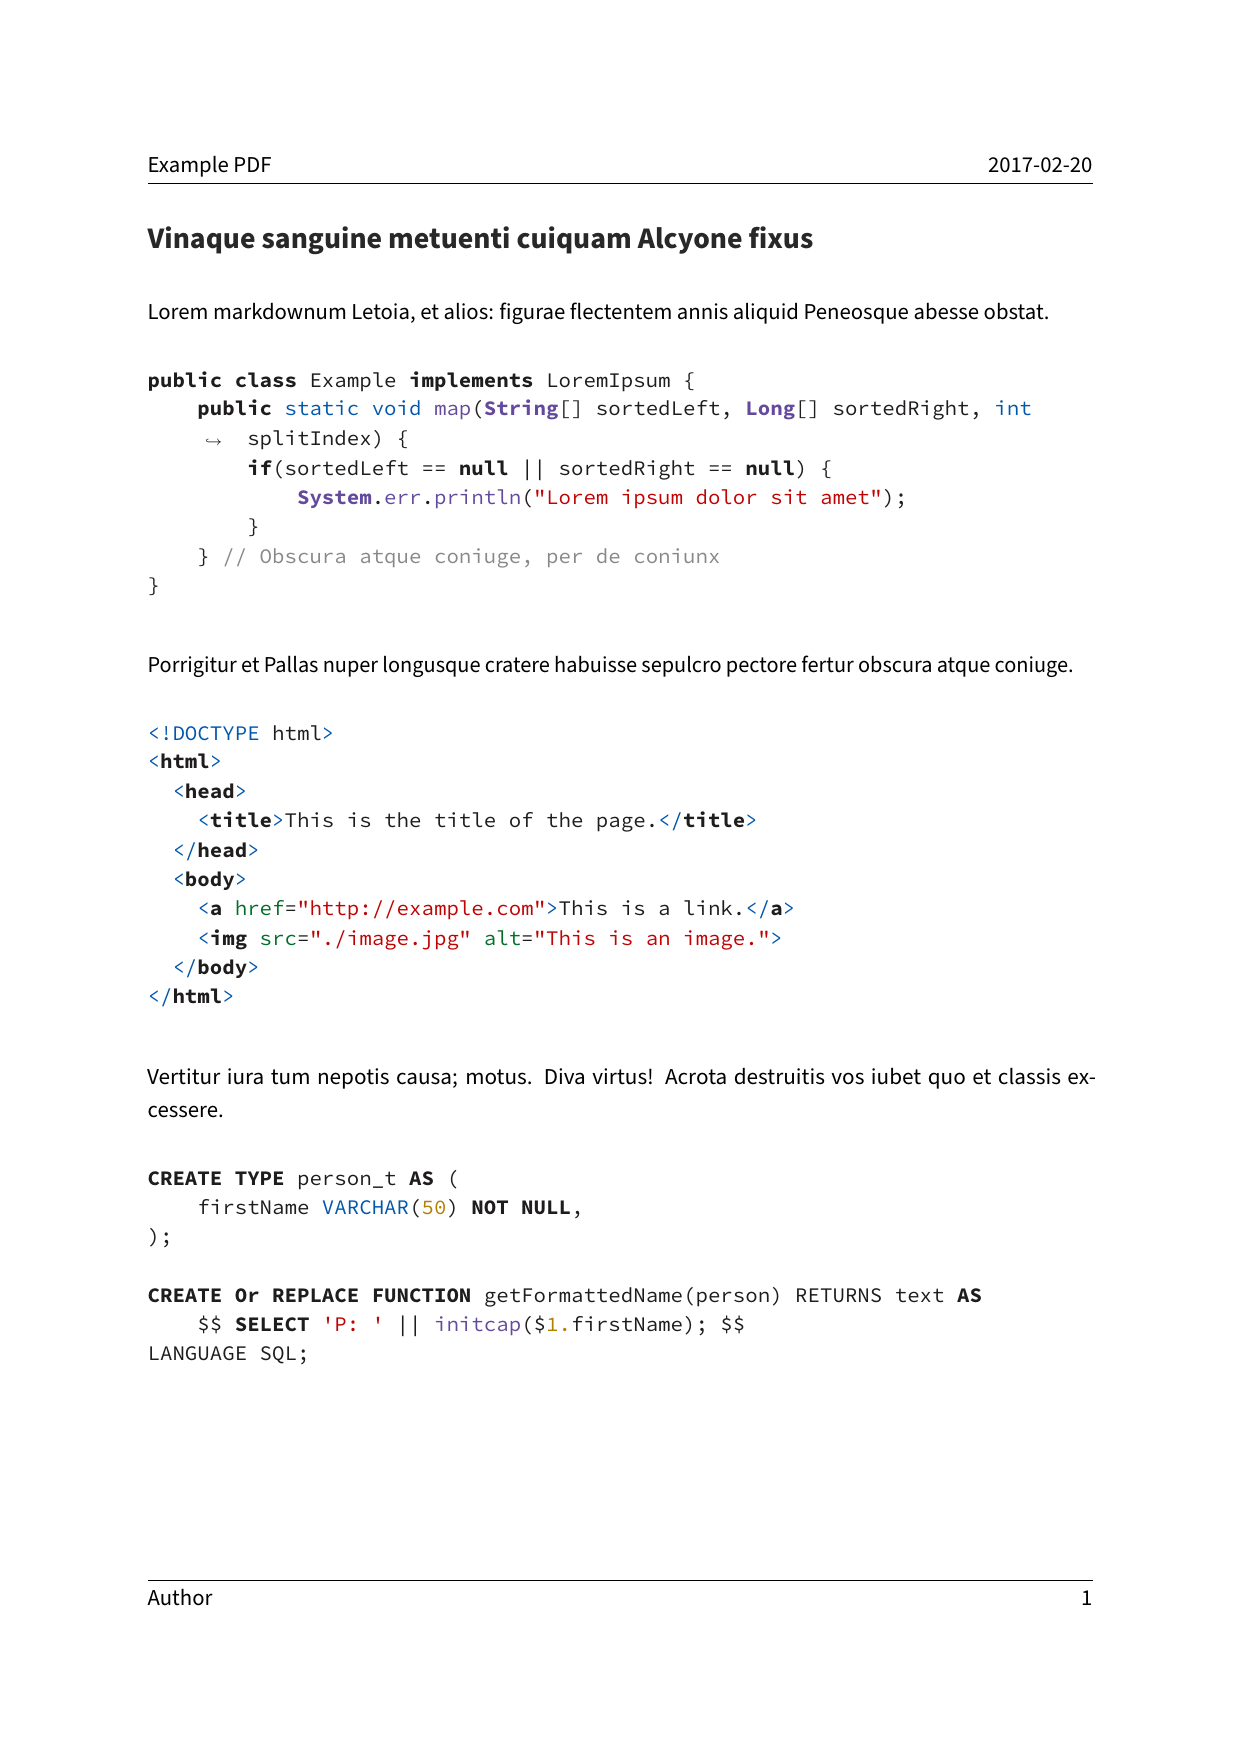 Example PDF 2017-02-20
Vinaque sanguine metuenti cuiquam Alcyone fixus
Lorem markdownum Letoia, et alios: figurae flectentem annis aliquid Peneosque abesse obstat.
public class Example implements LoremIpsum {
    public static void map(String[] sortedLeft, Long[] sortedRight, int
    ↪  splitIndex) {
        if(sortedLeft == null || sortedRight == null) {
            System.err.println("Lorem ipsum dolor sit amet");
        }
    } // Obscura atque coniuge, per de coniunx
}
Porrigitur et Pallas nuper longusque cratere habuisse sepulcro pectore fertur obscura atque coniuge.
<!DOCTYPE html>
<html>
  <head>
    <title>This is the title of the page.</title>
  </head>
  <body>
    <a href="http://example.com">This is a link.</a>
    <img src="./image.jpg" alt="This is an image.">
  </body>
</html>
Vertitur iura tum nepotis causa; motus. Diva virtus! Acrota destruitis vos iubet quo et classis ex-
cessere.
CREATE TYPE person_t AS (
    firstName VARCHAR(50) NOT NULL,
);
CREATE Or REPLACE FUNCTION getFormattedName(person) RETURNS text AS
    $$ SELECT 'P: ' || initcap($1.firstName); $$
LANGUAGE SQL;
Author 1